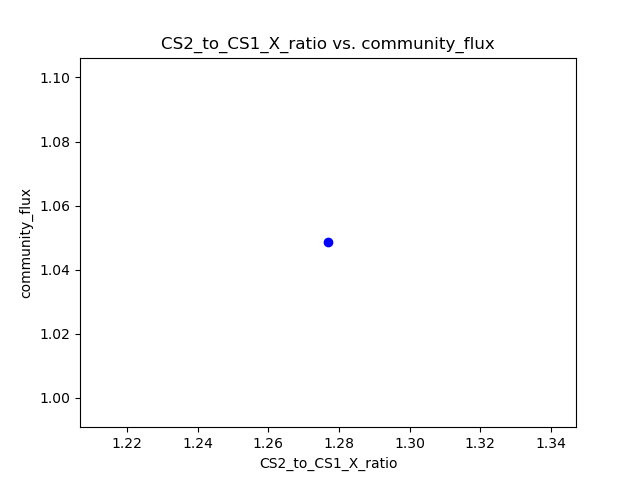 CS2_to_CS1_X_ratio vs. community_flux
1.10
1.08
1.06
1.04
1.02
1.00
community_flux
1.22 1.24 1.26 1.28 1.30 1.32 1.34
CS2_to_CS1_X_ratio